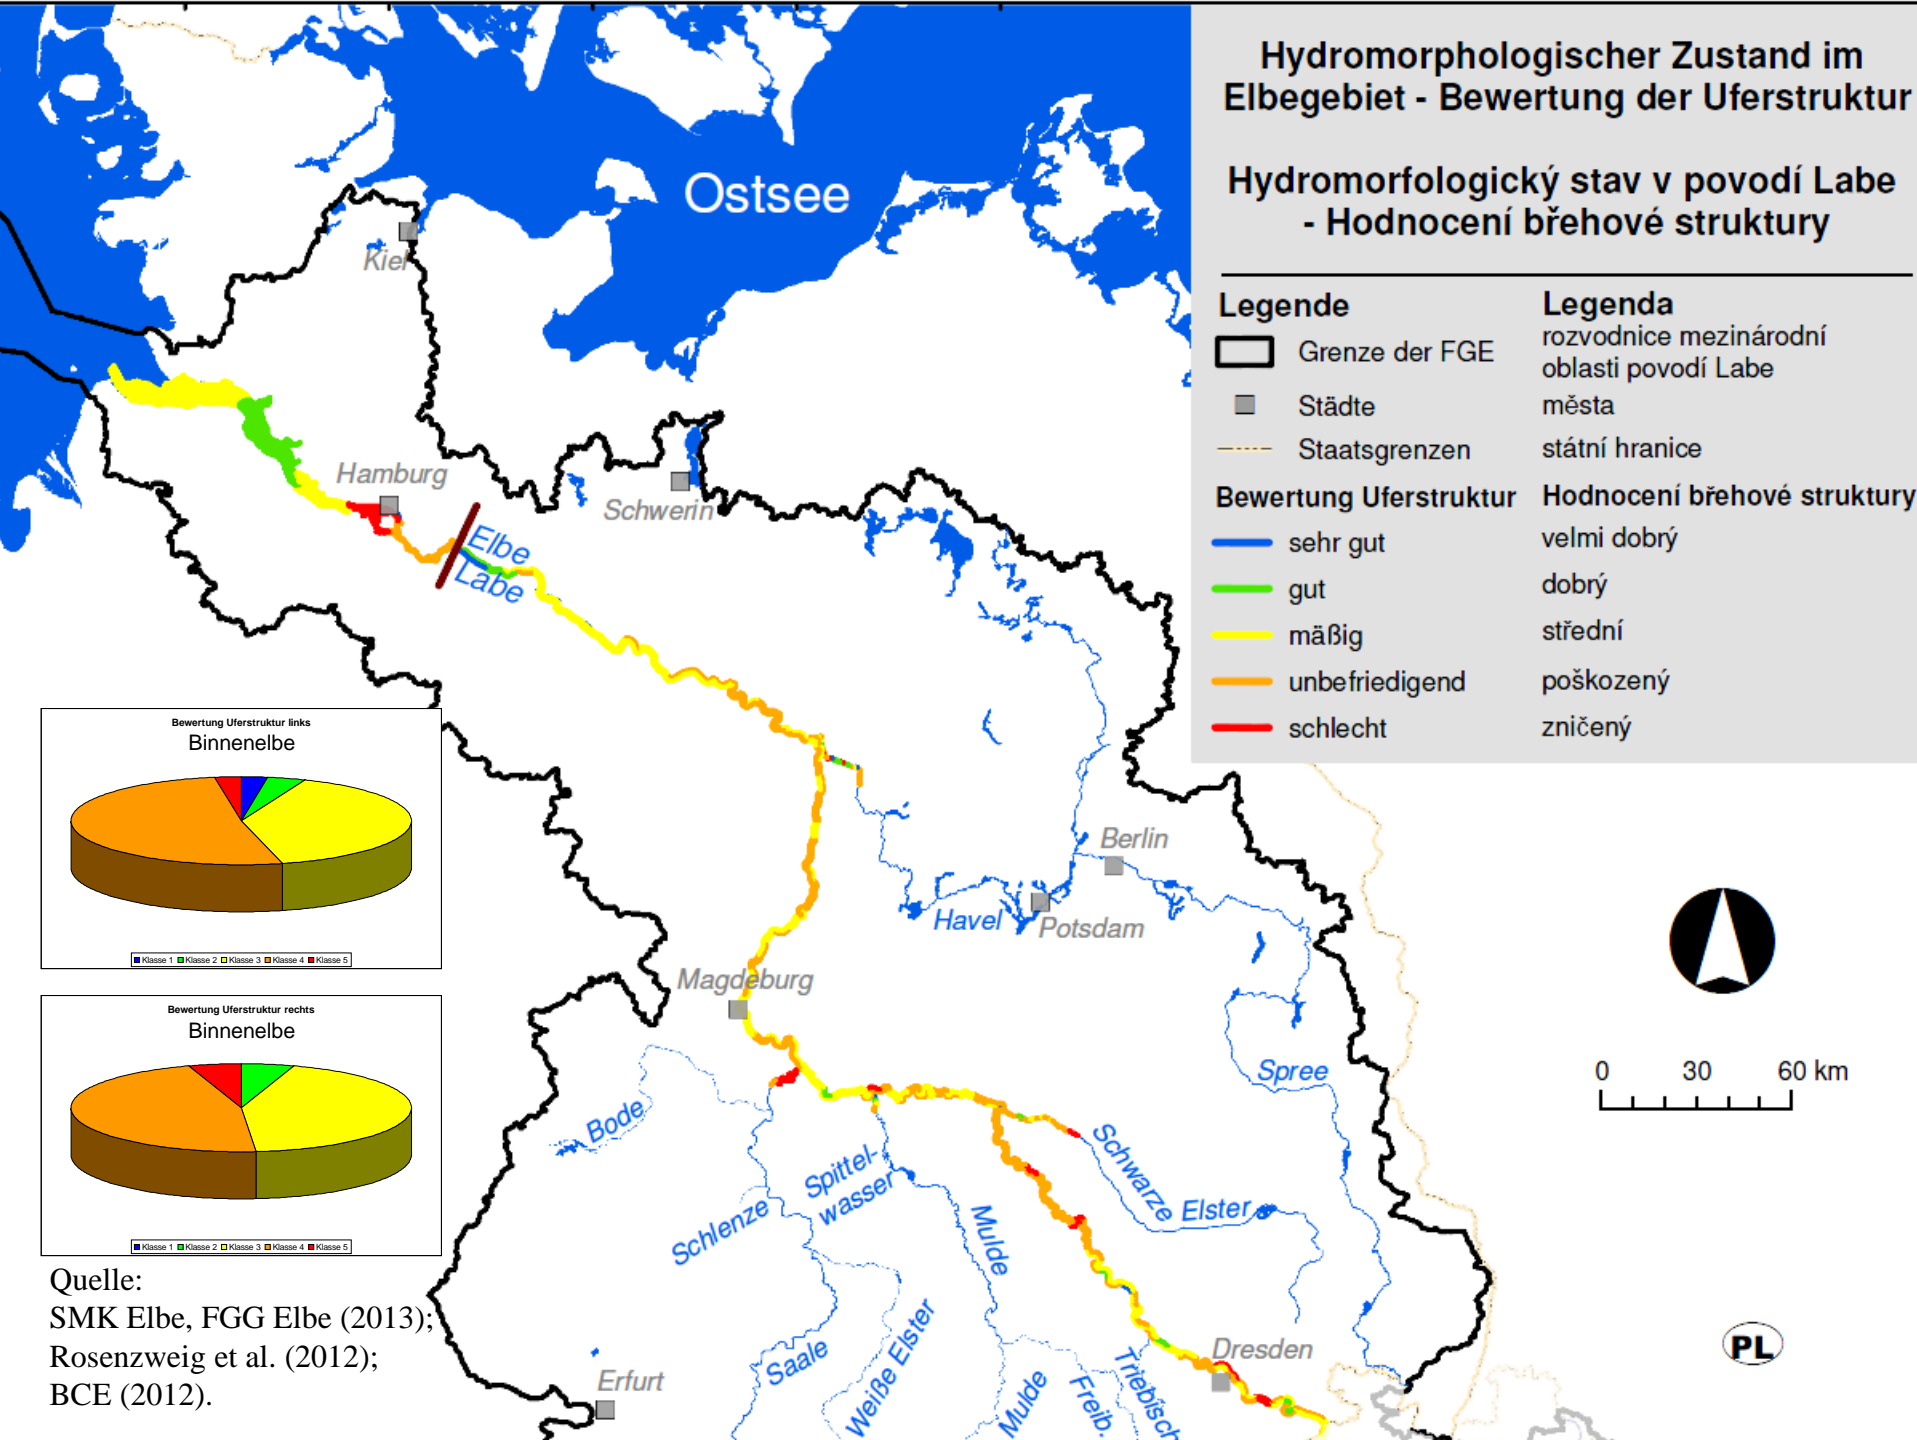 Hydromorphologischer Zustand im
Elbegebiet - Bewertung der Uferstruktur
Hydromorfologický stav v povodí Labe
- Hodnocení břehové struktury
Legende
Legenda
Grenze der FGE
rozvodnice mezinárodní
oblasti povodí Labe
Städte
města
Staatsgrenzen
státní hranice
Bewertung Uferstruktur
Hodnocení břehové struktury
sehr gut
velmi dobrý
gut
dobrý
mäßig
střední
unbefriedigend
poškozený
schlecht
zničený
Ostsee
Kiel
Hamburg
Schwerin
Elbe
Labe
Berlin
Havel
Potsdam
Magdeburg
Spree
0 30 60 km
Bode
Spittel-
wasser
Schwarze
Elster
Schlenze
Mulde
Saale
Weiße Elster
Mulde
Freib.
Triebisch
Dresden
Erfurt
PL
Bewertung Uferstruktur links
Binnenelbe
Klasse 1 Klasse 2 Klasse 3 Klasse 4 Klasse 5
Bewertung Uferstruktur rechts
Binnenelbe
Klasse 1 Klasse 2 Klasse 3 Klasse 4 Klasse 5
Quelle:
SMK Elbe, FGG Elbe (2013);
Rosenzweig et al. (2012);
BCE (2012).